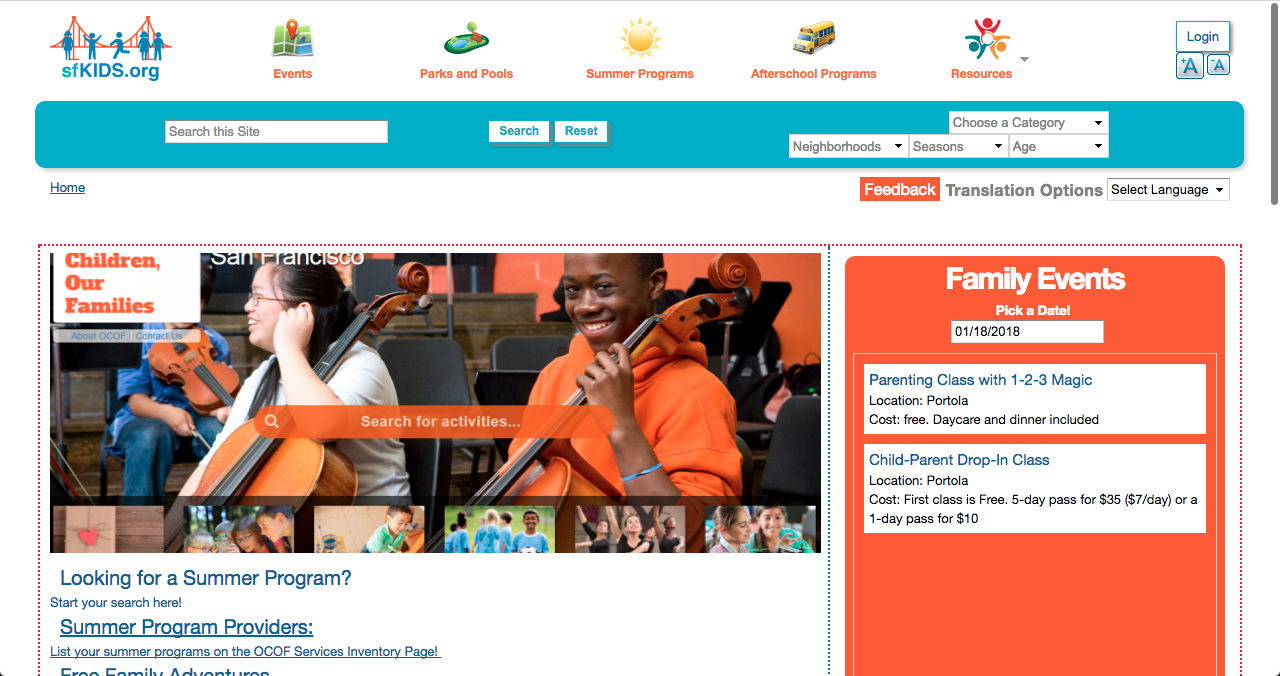 sfKIDS.org
Events
Parks and Pools
Summer Programs
Afterschool Programs
Resources
Login
+A
-A
Search this Site
Search
Reset
Choose a Category
Neighborhoods
Seasons
Age
Home
Feedback
Translation Options
Select Language
San Francisco
Children,
Our
Families
About OCOF
Contact Us
Search for activities...
Looking for a Summer Program?
Start your search here!
Summer Program Providers:
List your summer programs on the OCOF Services Inventory Page!
Free Family Adventures
Family Events
Pick a Date!
01/18/2018
Parenting Class with 1-2-3 Magic
Location: Portola
Cost: free. Daycare and dinner included
Child-Parent Drop-In Class
Location: Portola
Cost: First class is Free. 5-day pass for $35 ($7/day) or a
1-day pass for $10